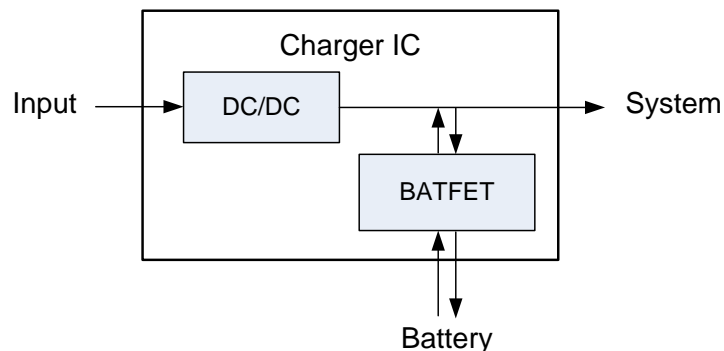 Charger IC
Input
DC/DC
System
BATFET
Battery